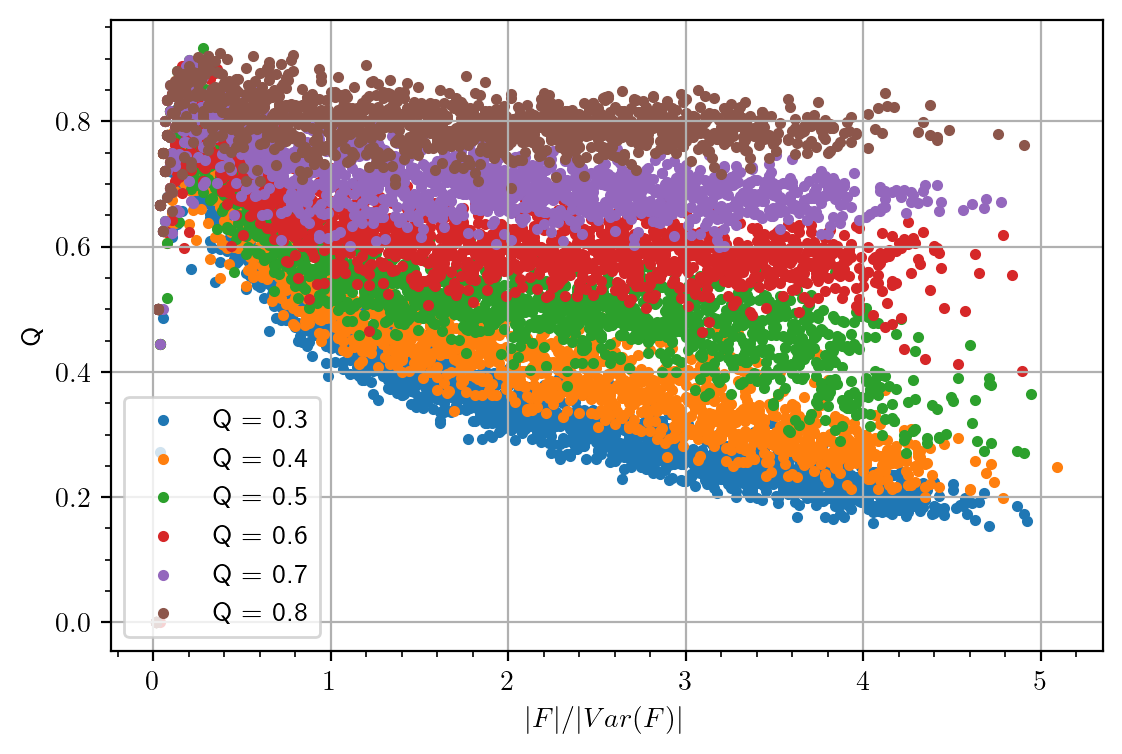 Q
0.8
0.6
0.4
0.2
0.0
Q = 0.3
Q = 0.4
Q = 0.5
Q = 0.6
Q = 0.7
Q = 0.8
0 1 2 3 4 5
|F|/|Var(F)|